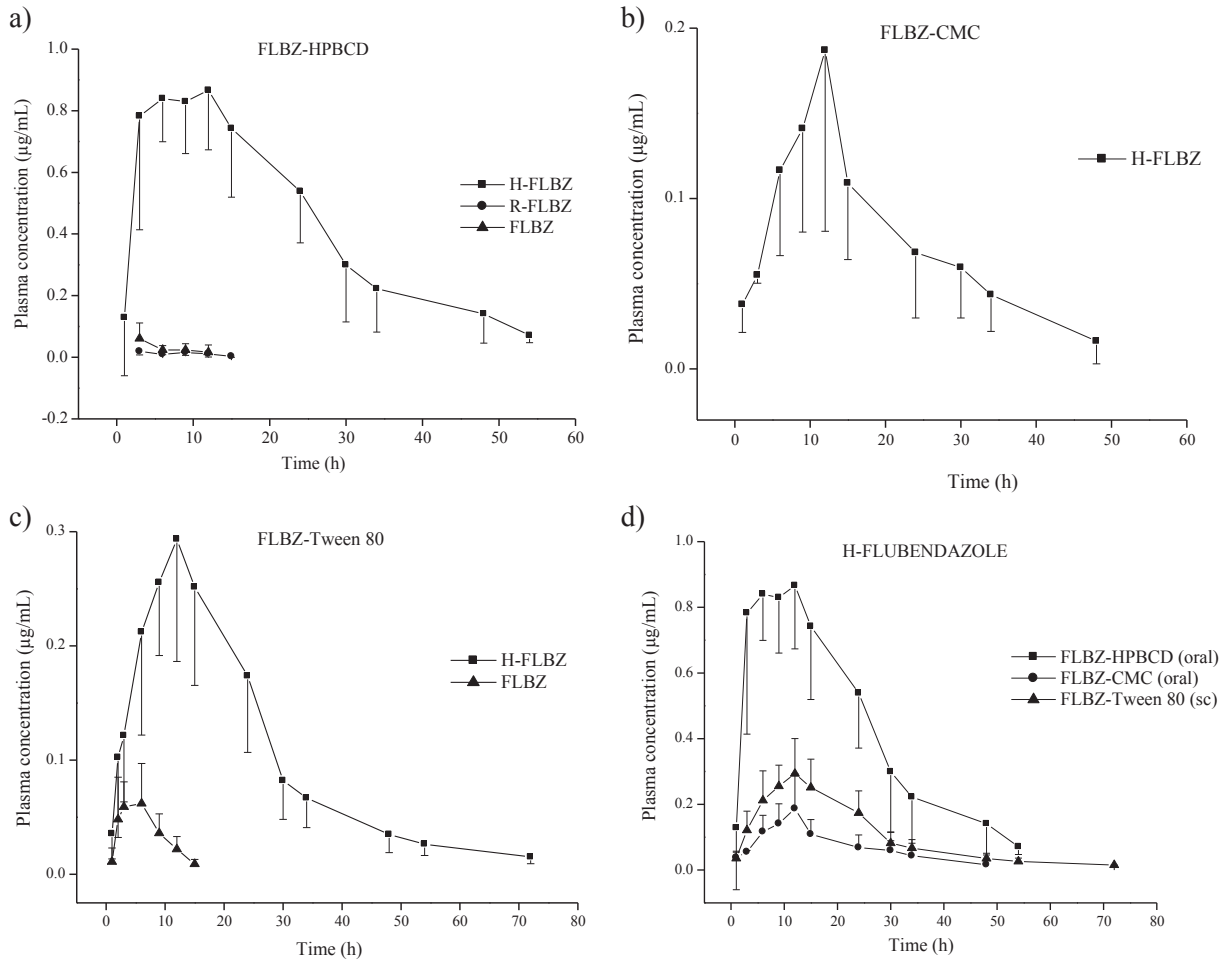 a)
FLBZ-HPBCD
1.0
0.8
0.6
0.4
0.2
0.0
-0.2
Plasma concentration (µg/mL)
H-FLBZ
R-FLBZ
FLBZ
0 10 20 30 40 50 60
Time (h)
b)
FLBZ-CMC
0.2
0.1
0.0
Plasma concentration (µg/mL)
H-FLBZ
0 10 20 30 40 50 60
Time (h)
c)
FLBZ-Tween 80
0.3
0.2
0.1
0.0
Plasma concentration (µg/mL)
H-FLBZ
FLBZ
0 10 20 30 40 50 60 70 80
Time (h)
d)
H-FLUBENDAZOLE
1.0
0.8
0.6
0.4
0.2
0.0
Plasma concentration (µg/mL)
FLBZ-HPBCD (oral)
FLBZ-CMC (oral)
FLBZ-Tween 80 (sc)
0 10 20 30 40 50 60 70 80
Time (h)